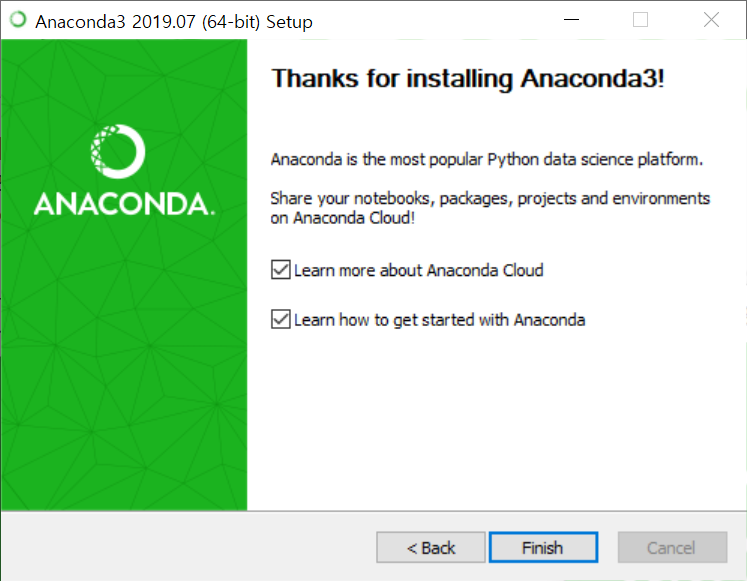 Anaconda3 2019.07 (64-bit) Setup
Thanks for installing Anaconda3!
ANACONDA.
Anaconda is the most popular Python data science platform.
Share your notebooks, packages, projects and environments
on Anaconda Cloud!
Learn more about Anaconda Cloud
Learn how to get started with Anaconda
< Back
Finish
Cancel